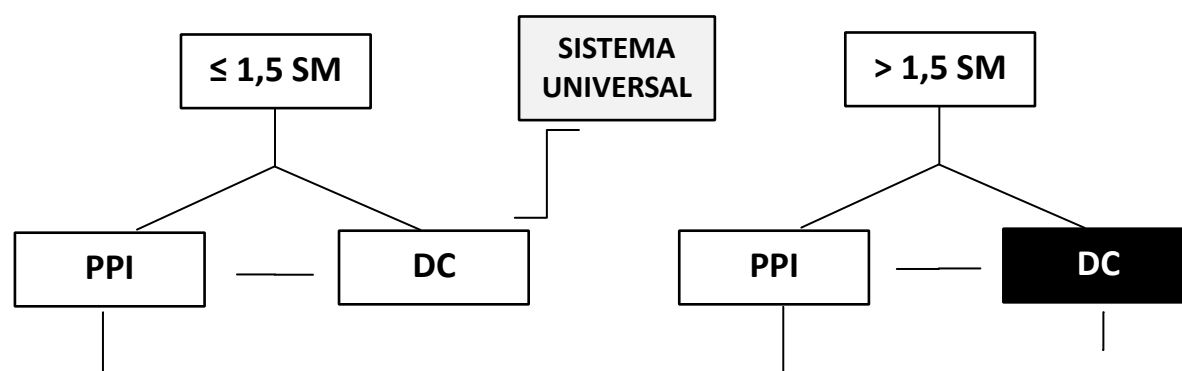 ≤ 1,5 SM
SISTEMA
UNIVERSAL
> 1,5 SM
PPI
DC
PPI
DC